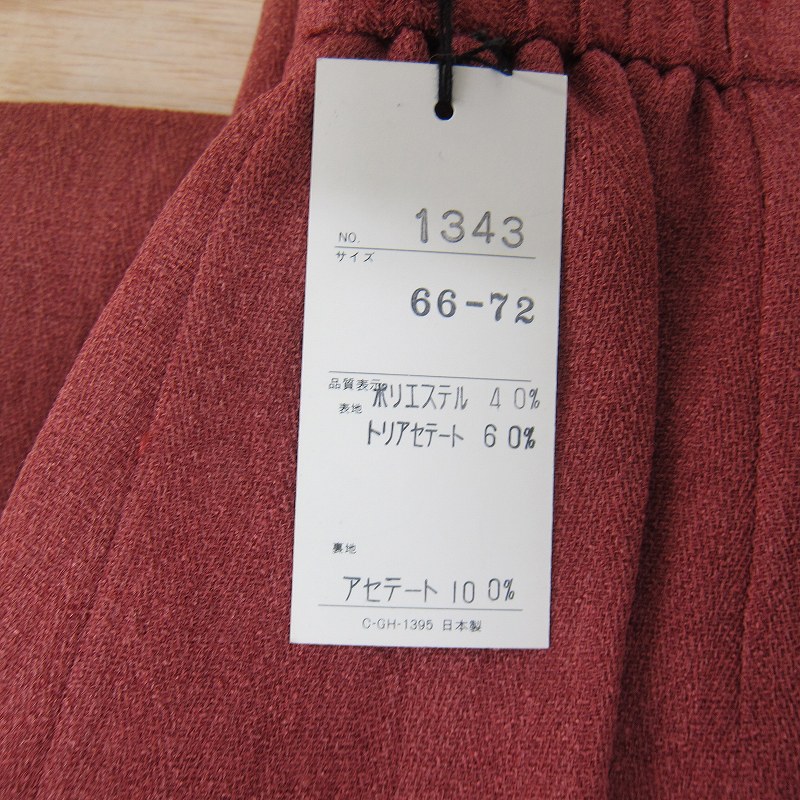 NO. 1343
サイズ
66-72
品質表示
表地 ポリエステル 40%
トリアセテート 60%
裏地
アセテート 100%
C-GH-1395 日本製